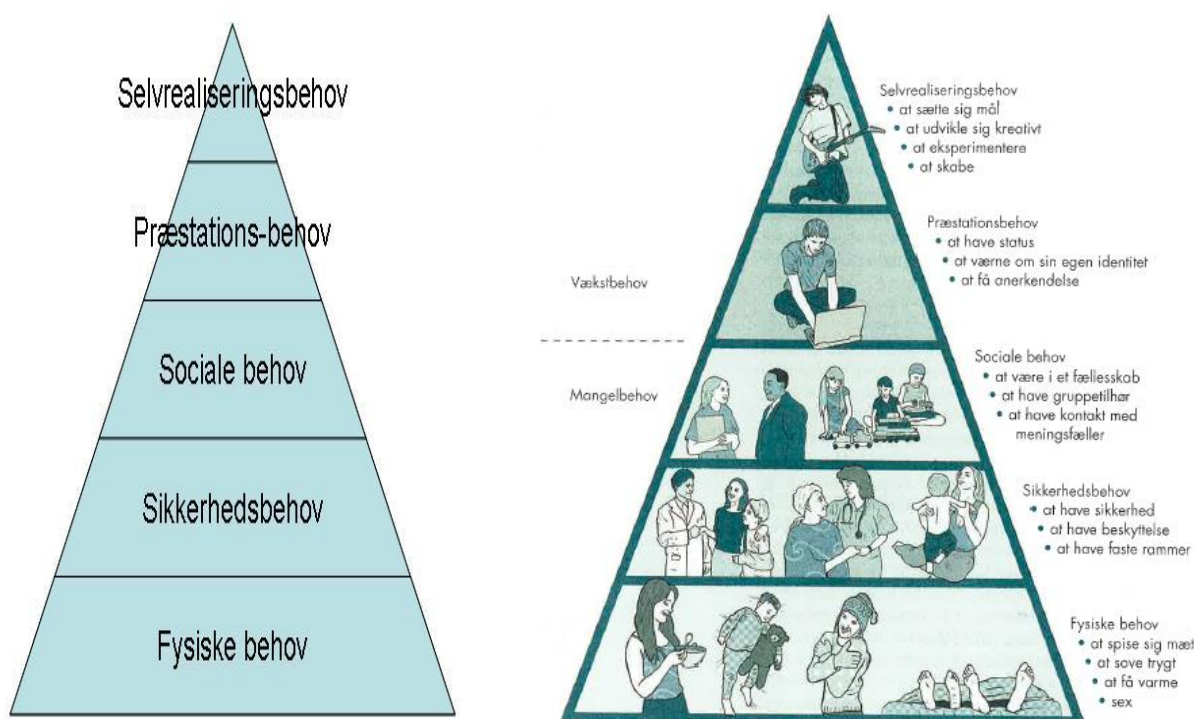 Selvrealiseringsbehov
Præstations-behov
Sociale behov
Sikkerhedsbehov
Fysiske behov
Vækstbehov
Mangelbehov
Selvrealiseringsbehov
• at sætte sig mål
• at udvikle sig kreativt
• at eksperimentere
• at skabe
Præstationsbehov
• at have status
• at værne om sin egen identitet
• at få anerkendelse
Sociale behov
• at være i et fællesskab
• at have gruppetilhør
• at have kontakt med
meningsfæller
Sikkerhedsbehov
• at have sikkerhed
• at have beskyttelse
• at have faste rammer
Fysiske behov
• at spise sig mæt
• at sove trygt
• at få varme
• sex